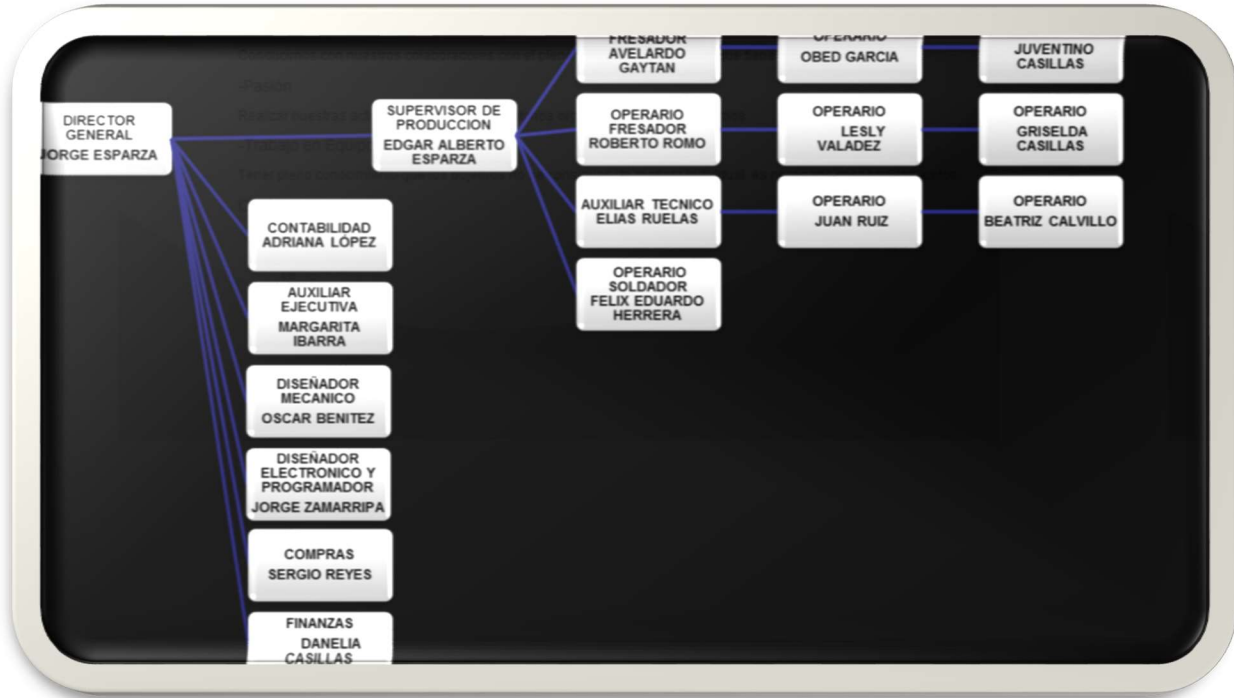 DIRECTOR
GENERAL
JORGE ESPARZA
SUPERVISOR DE
PRODUCCION
EDGAR ALBERTO
ESPARZA
FRESADOR
AVELARDO
GAYTAN
OPERARIO
OBED GARCIA
JUVENTINO
CASILLAS
OPERARIO
FRESADOR
ROBERTO ROMO
OPERARIO
LESLY
VALADEZ
OPERARIO
GRISELDA
CASILLAS
AUXILIAR TECNICO
ELIAS RUELAS
OPERARIO
JUAN RUIZ
OPERARIO
BEATRIZ CALVILLO
OPERARIO
SOLDADOR
FELIX EDUARDO
HERRERA
CONTABILIDAD
ADRIANA LÓPEZ
AUXILIAR
EJECUTIVA
MARGARITA
IBARRA
DISEÑADOR
MECANICO
OSCAR BENITEZ
DISEÑADOR
ELECTRONICO Y
PROGRAMADOR
JORGE ZAMARRIPA
COMPRAS
SERGIO REYES
FINANZAS
DANELIA
CASILLAS
-Pasion